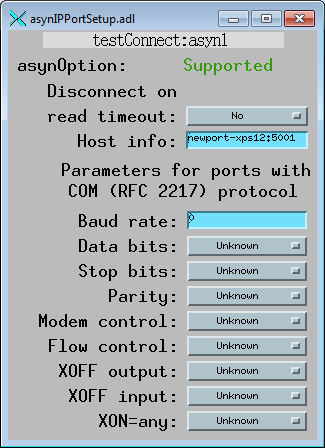 asynIPPortSetup.adl
testConnect:asyn1
asynOption: Supported
Disconnect on
read timeout: No
Host info: newport-xps12:5001
Parameters for ports with
COM (RFC 2217) protocol
Baud rate: 0
Data bits: Unknown
Stop bits: Unknown
Parity: Unknown
Modem control: Unknown
Flow control: Unknown
XOFF output: Unknown
XOFF input: Unknown
XON=any: Unknown